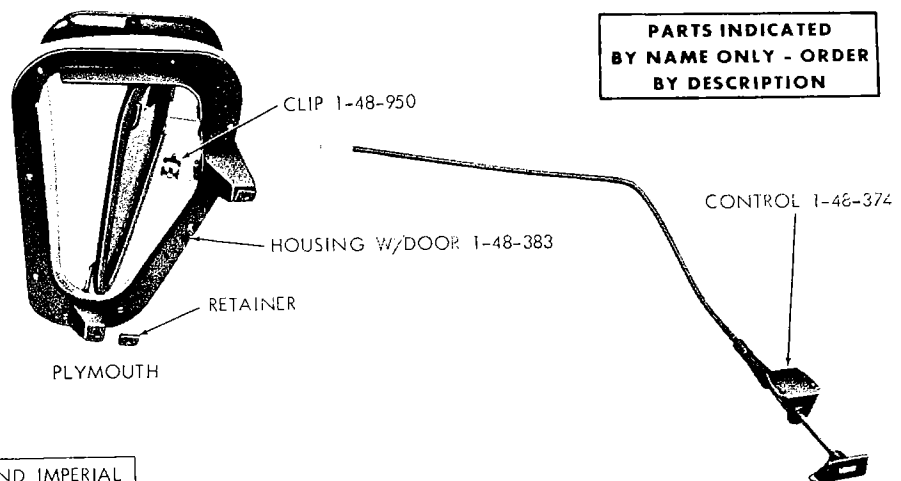 PARTS INDICATED
BY NAME ONLY - ORDER
BY DESCRIPTION
CLIP 1-48-950
CONTROL 1-48-374
HOUSING W/DOOR 1-48-383
RETAINER
PLYMOUTH
IMPERIAL